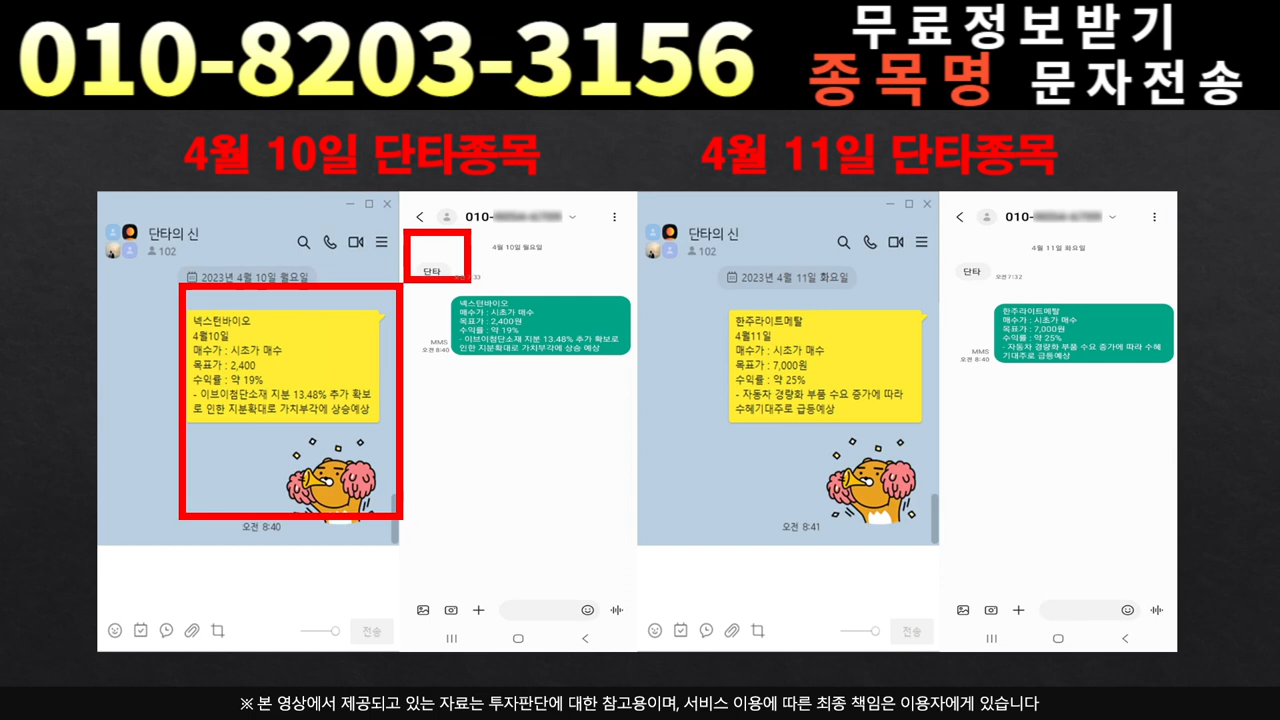 010-8203-3156
무료정보받기
종목명 문자전송
4월 10일 단타종목
4월 11일 단타종목
단타의 신
102
2023년 4월 10일 월요일
넥스턴바이오
4월10일
매수가 : 시초가 매수
목표가 : 2,400
수익률 : 약 19%
- 이브이첨단소재 지분 13.48% 추가 확보
로 인한 지분확대로 가치부각에 상승예상
오전 8:40
전송
010-
4월 10일 월요일
단타
넥스턴바이오
매수가 : 시초가 매수
목표가 : 2,400원
수익률 : 약 19%
- 이브이첨단소재 지분 13.48% 추가 확보로
인한 지분확대로 가치부각에 상승 예상
MMS
오전 8:40
단타의 신
102
2023년 4월 11일 화요일
한주라이트메탈
4월11일
매수가 : 시초가 매수
목표가 : 7,000원
수익률 : 약 25%
- 자동차 경량화 부품 수요 증가에 따라
수혜기대주로 급등예상
오전 8:41
전송
010-
4월 11일 화요일
단타
오전 7:32
한주라이트메탈
매수가 : 시초가 매수
목표가 : 7,000원
수익률 : 약 25%
- 자동차 경량화 부품 수요 증가에 따라 수혜
기대주로 급등예상
MMS
오전 8:40
※ 본 영상에서 제공되고 있는 자료는 투자판단에 대한 참고용이며, 서비스 이용에 따른 최종 책임은 이용자에게 있습니다